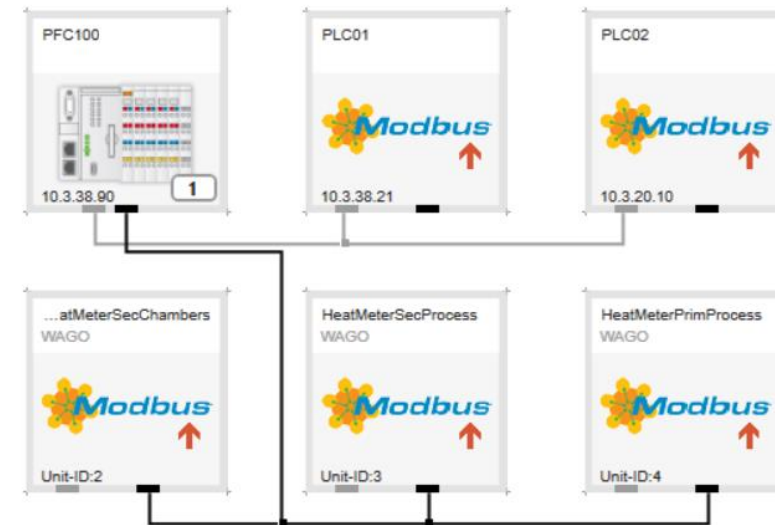 PFC100
1
10.3.38.90
PLC01
Modbus
10.3.38.21
PLC02
Modbus
10.3.20.10
...atMeterSecChambers
WAGO
Modbus
Unit-ID:2
HeatMeterSecProcess
WAGO
Modbus
Unit-ID:3
HeatMeterPrimProcess
WAGO
Modbus
Unit-ID:4